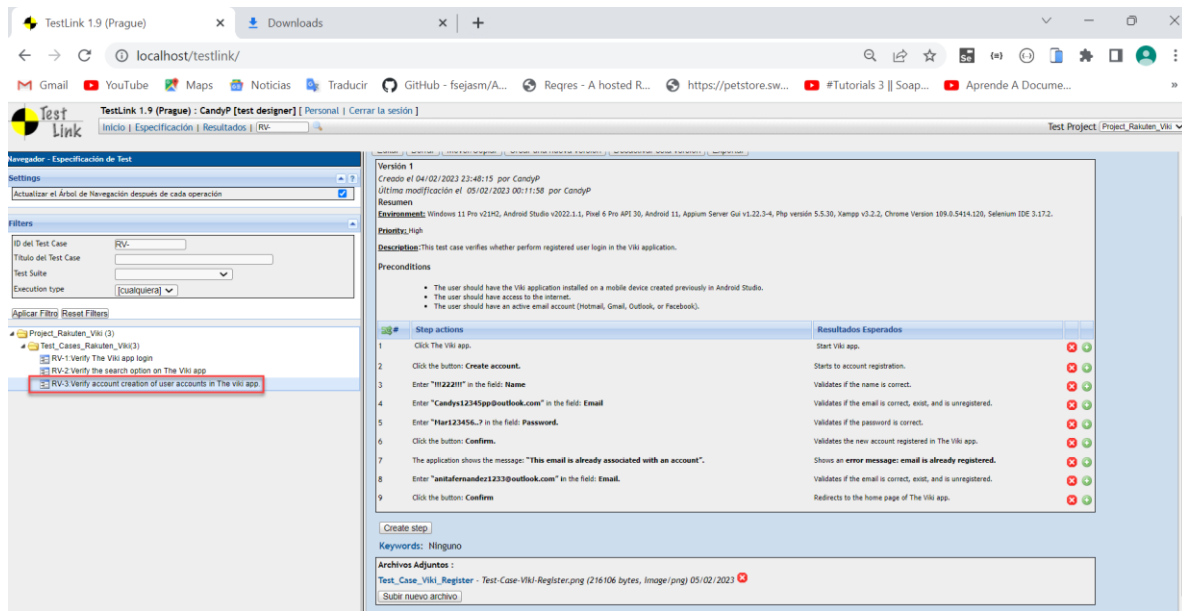 TestLink 1.9 (Prague)
Downloads
localhost/testlink/
Gmail
YouTube
Maps
Noticias
Traducir
GitHub - fsejasm/A...
Reqres - A hosted R...
https://petstore.sw...
#Tutorials 3 || Soap...
Aprende A Docume...
»
Test Link
TestLink 1.9 (Prague) : CandyP [test designer] [ Personal | Cerrar la sesión ]
Inicio | Especificación | Resultados | RV-
Test Project Project_Rakuten_Viki
Navegador - Especificación de Test
Settings
Actualizar el Árbol de Navegación después de cada operación
Filters
ID del Test Case RV-
Título del Test Case
Test Suite
Execution type [cualquiera]
Aplicar Filtro Reset Filters
Project_Rakuten_Viki (3)
Test_Cases_Rakuten_Viki(3)
RV-1:Verify The Viki app login
RV-2:Verify the search option on The Viki app
RV-3:Verify account creation of user accounts in The viki app.
Versión 1
Creado el 04/02/2023 23:48:15 por CandyP
Última modificación el 05/02/2023 00:11:58 por CandyP
Resumen
Environment: Windows 11 Pro v21H2, Android Studio v2022.1.1, Pixel 6 Pro API 30, Android 11, Appium Server Gui v1.22.3-4, Php versión 5.5.30, Xampp v3.2.2, Chrome Version 109.0.5414.120, Selenium IDE 3.17.2.
Priority: High
Description:This test case verifies whether perform registered user login in the Viki application.
Preconditions
• The user should have the Viki application installed on a mobile device created previously in Android Studio.
• The user should have access to the internet.
• The user should have an active email account (Hotmail, Gmail, Outlook, or Facebook).
# Step actions Resultados Esperados
1 Click The Viki app. Start Viki app.
2 Click the button: Create account. Starts to account registration.
3 Enter "!!!222!!!" in the field: Name Validates if the name is correct.
4 Enter "Candys12345pp@outlook.com" in the field: Email Validates if the email is correct, exist, and is unregistered.
5 Enter "Mar123456..? in the field: Password. Validates if the password is correct.
6 Click the button: Confirm. Validates the new account registered in The Viki app.
7 The application shows the message: "This email is already associated with an account". Shows an error message: email is already registered.
8 Enter "anitafernandez1233@outlook.com" in the field: Email. Validates if the email is correct, exist, and is unregistered.
9 Click the button: Confirm Redirects to the home page of The Viki app.
Create step
Keywords: Ninguno
Archivos Adjuntos :
Test_Case_Viki_Register - Test-Case-Viki-Register.png (216106 bytes, image/png) 05/02/2023
Subir nuevo archivo